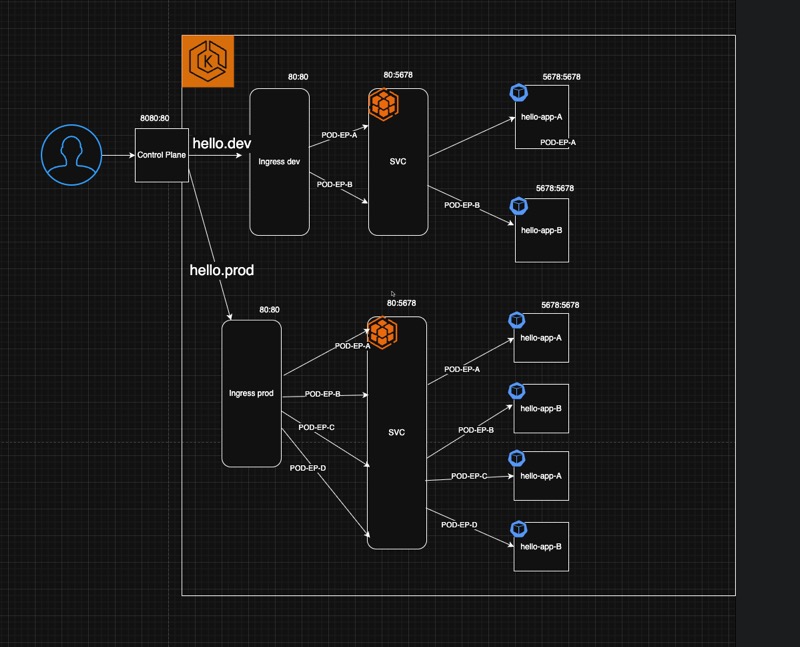 80:80
80:5678
5678:5678
K
hello-app-A
POD-EP-A
8080:80
hello.dev
POD-EP-A
Control Plane
Ingress dev
SVC
POD-EP-B
5678:5678
POD-EP-B
hello-app-B
hello.prod
80:80
80:5678
5678:5678
POD-EP-A
hello-app-A
POD-EP-A
Ingress prod
POD-EP-B
hello-app-B
POD-EP-C
SVC
POD-EP-B
POD-EP-D
POD-EP-C
hello-app-A
POD-EP-D
hello-app-B